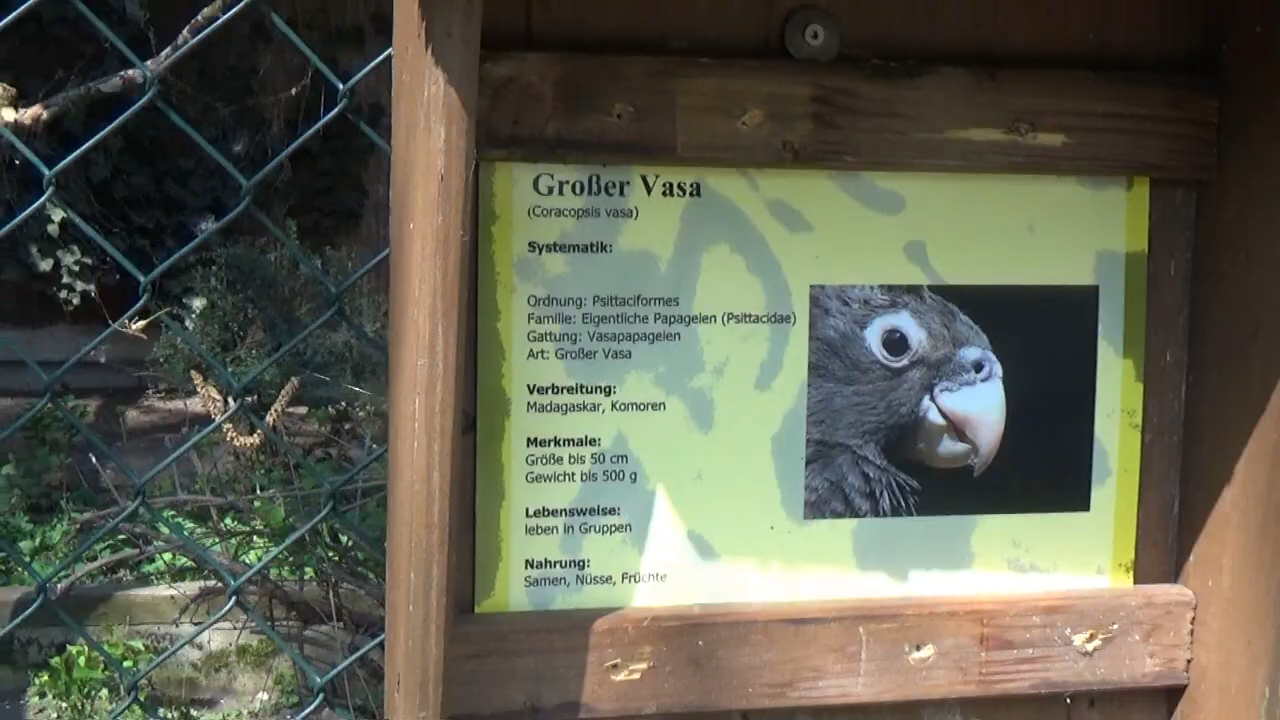 Großer Vasa
(Coracopsis vasa)
Systematik:
Ordnung: Psittaciformes
Familie: Eigentliche Papageien (Psittacidae)
Gattung: Vasapapageien
Art: Großer Vasa
Verbreitung:
Madagaskar, Komoren
Merkmale:
Größe bis 50 cm
Gewicht bis 500 g
Lebensweise:
leben in Gruppen
Nahrung:
Samen, Nüsse, Früchte